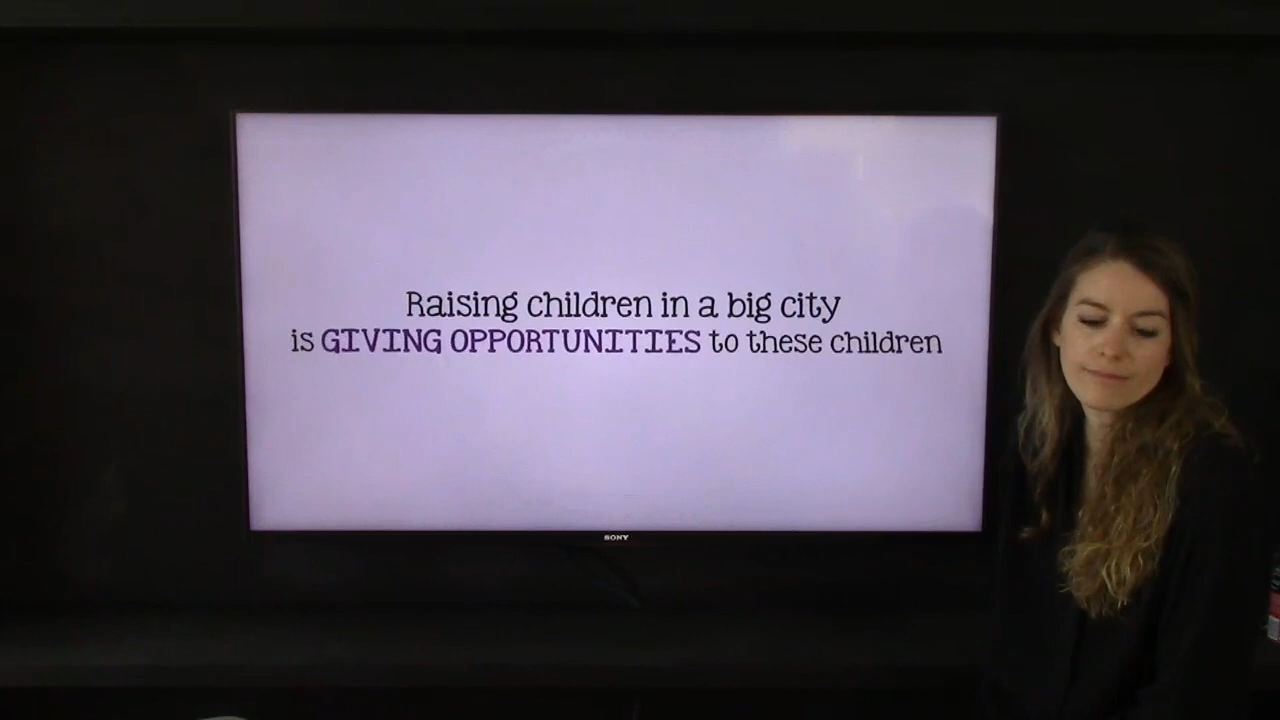 Raising children in a big city
is GIVING OPPORTUNITIES to these children
SONY